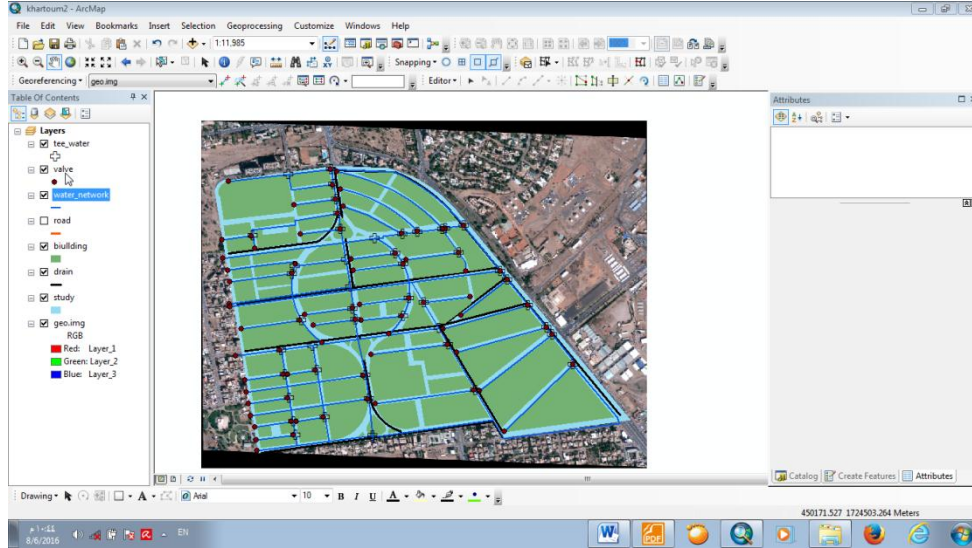 khartoum2 - ArcMap
File Edit View Bookmarks Insert Selection Geoprocessing Customize Windows Help
1:11,985
Snapping
Georeferencing geo.img
Editor
Table Of Contents
Attributes
Layers
tee_water
valve
water_network
road
biullding
drain
study
geo.img
RGB
Red: Layer_1
Green: Layer_2
Blue: Layer_3
Catalog Create Features Attributes
Drawing A Arial 10 B I U A
450171.527 1724503.264 Meters
EN
8/6/2016
W
PDF